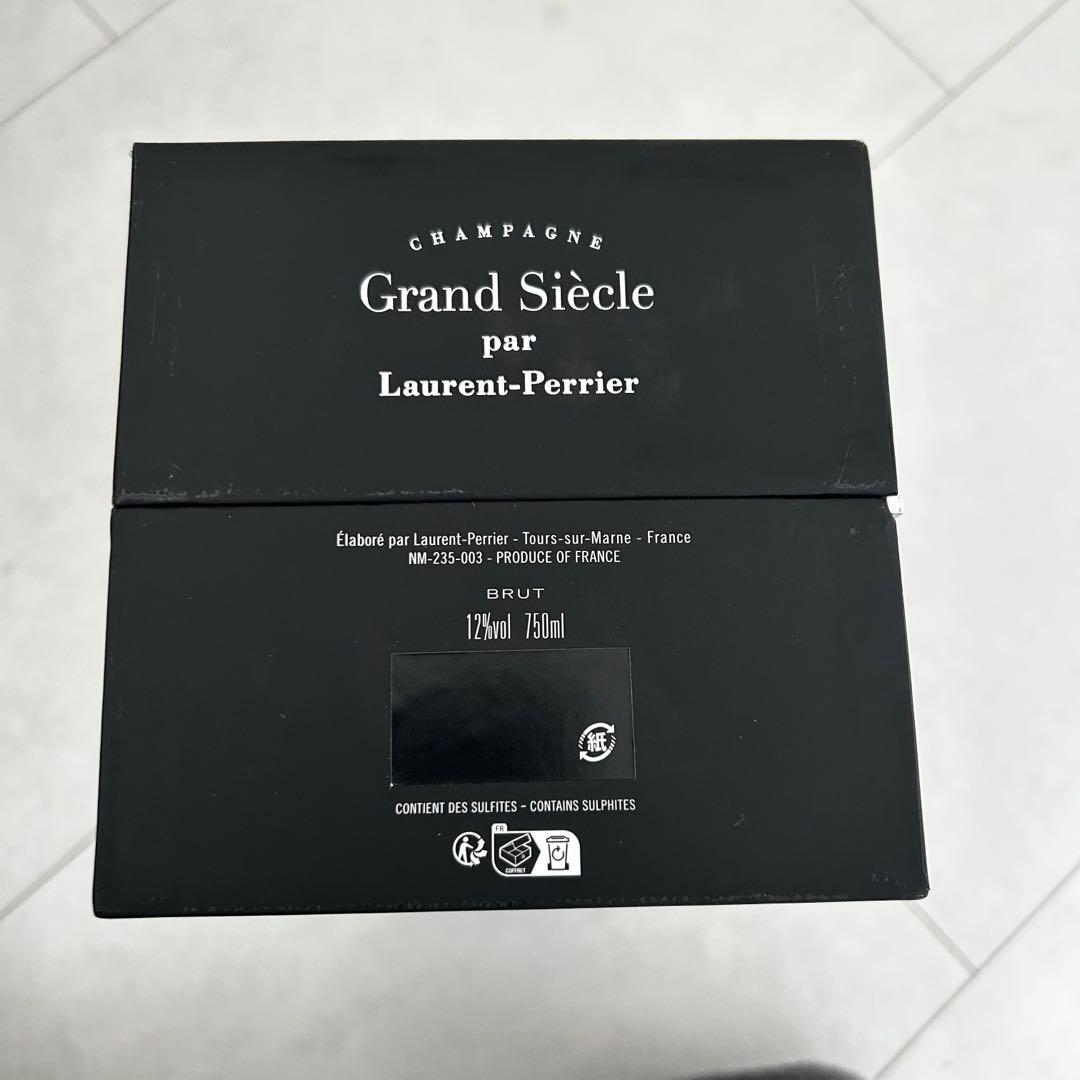 CHAMPAGNE
Grand Siècle
par
Laurent-Perrier
Élaboré par Laurent-Perrier - Tours-sur-Marne - France
NM-235-003 - PRODUCE OF FRANCE
BRUT
12%vol 750ml
紙
CONTIENT DES SULFITES - CONTAINS SULPHITES
FR
COFFRET